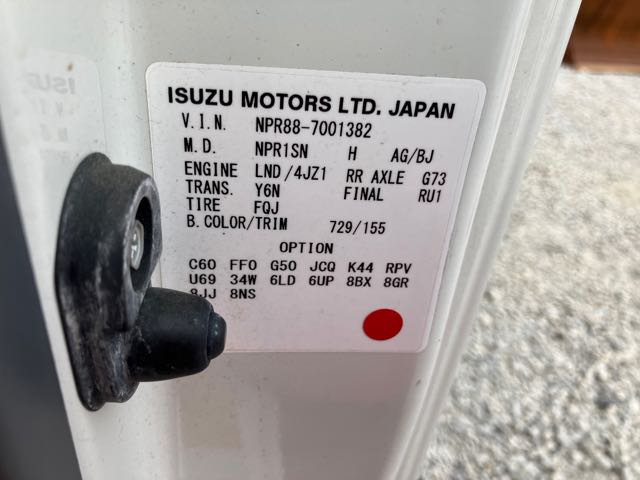 ISUZU MOTORS LTD. JAPAN
V.I.N. NPR88-7001382
M.D. NPR1SN H AG/BJ
ENGINE LND/4JZ1 RR AXLE G73
TRANS. Y6N FINAL RU1
TIRE FQJ
B. COLOR/TRIM 729/155
OPTION
C60 FF0 G50 JCQ K44 RPV
U69 34W 6LD 6UP 8BX 8GR
8JJ 8NS